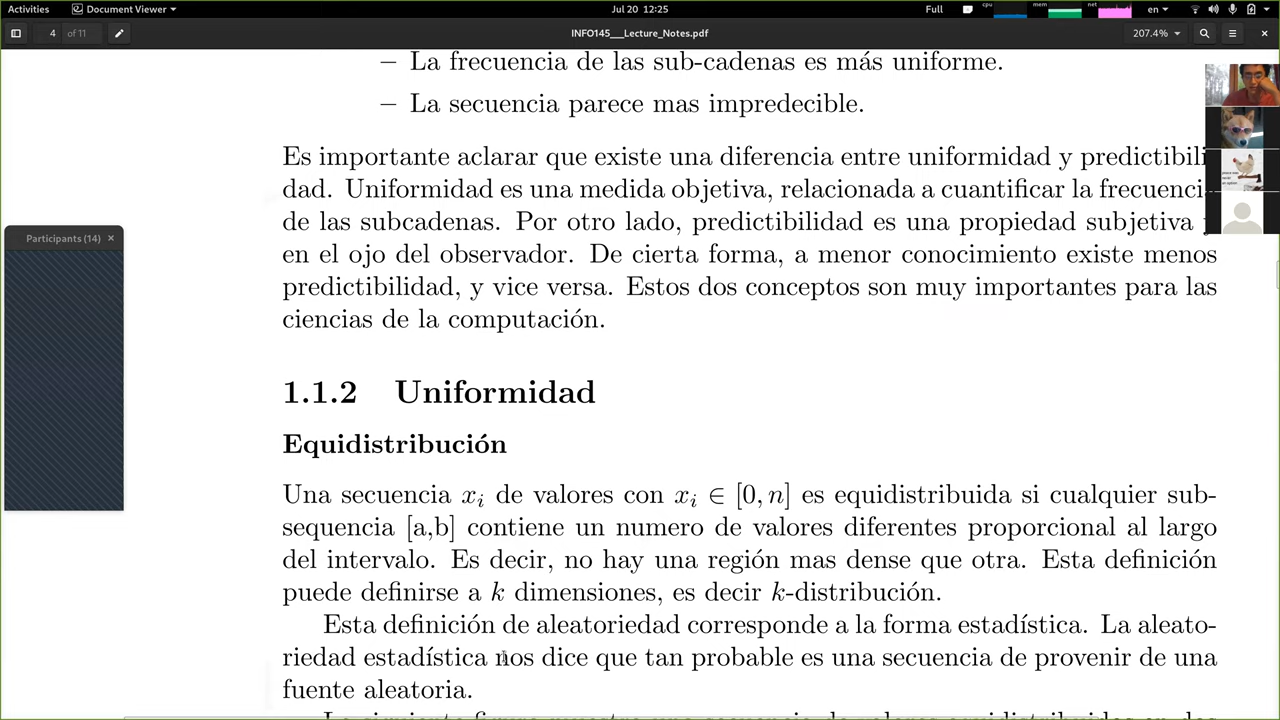 Activities
Document Viewer
Jul 20 12:25
Full
cpu
mem
net
en
4 of 11
INFO145___Lecture_Notes.pdf
207.4%
– La frecuencia de las sub-cadenas es más uniforme.
– La secuencia parece mas impredecible.
Es importante aclarar que existe una diferencia entre uniformidad y predictibili
dad. Uniformidad es una medida objetiva, relacionada a cuantificar la frecuenci
de las subcadenas. Por otro lado, predictibilidad es una propiedad subjetiva y
en el ojo del observador. De cierta forma, a menor conocimiento existe menos
predictibilidad, y vice versa. Estos dos conceptos son muy importantes para las
ciencias de la computación.
Participants (14)
1.1.2 Uniformidad
Equidistribución
Una secuencia xᵢ de valores con xᵢ ∈ [0, n] es equidistribuida si cualquier sub-
sequencia [a,b] contiene un numero de valores diferentes proporcional al largo
del intervalo. Es decir, no hay una región mas dense que otra. Esta definición
puede definirse a k dimensiones, es decir k-distribución.
Esta definición de aleatoriedad corresponde a la forma estadística. La aleato-
riedad estadística nos dice que tan probable es una secuencia de provenir de una
fuente aleatoria.